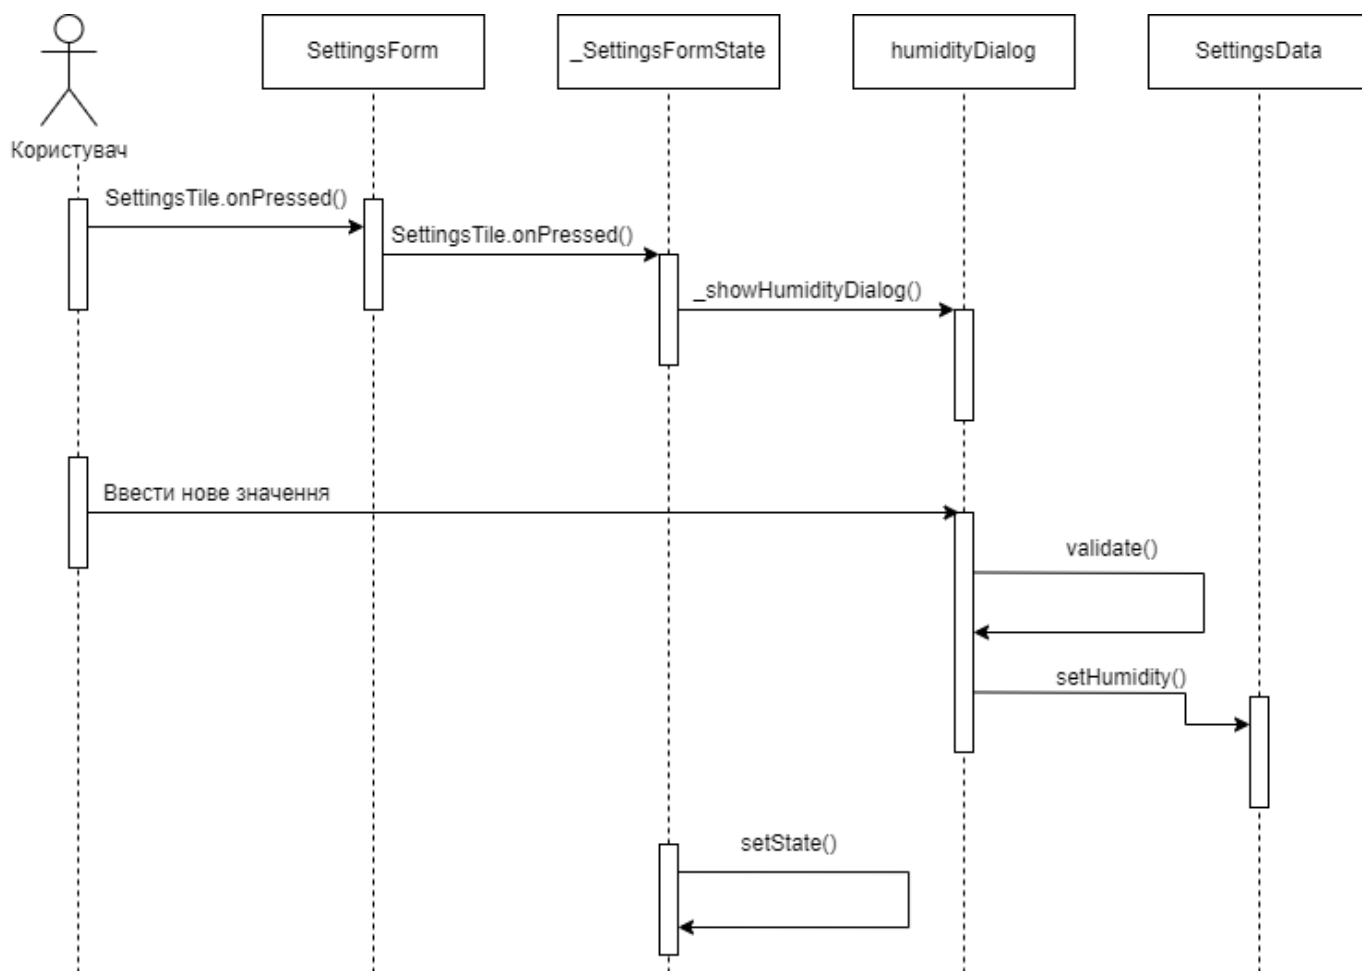 SettingsForm
_SettingsFormState
humidityDialog
SettingsData
Користувач
SettingsTile.onPressed()
SettingsTile.onPressed()
_showHumidityDialog()
Ввести нове значення
validate()
setHumidity()
setState()